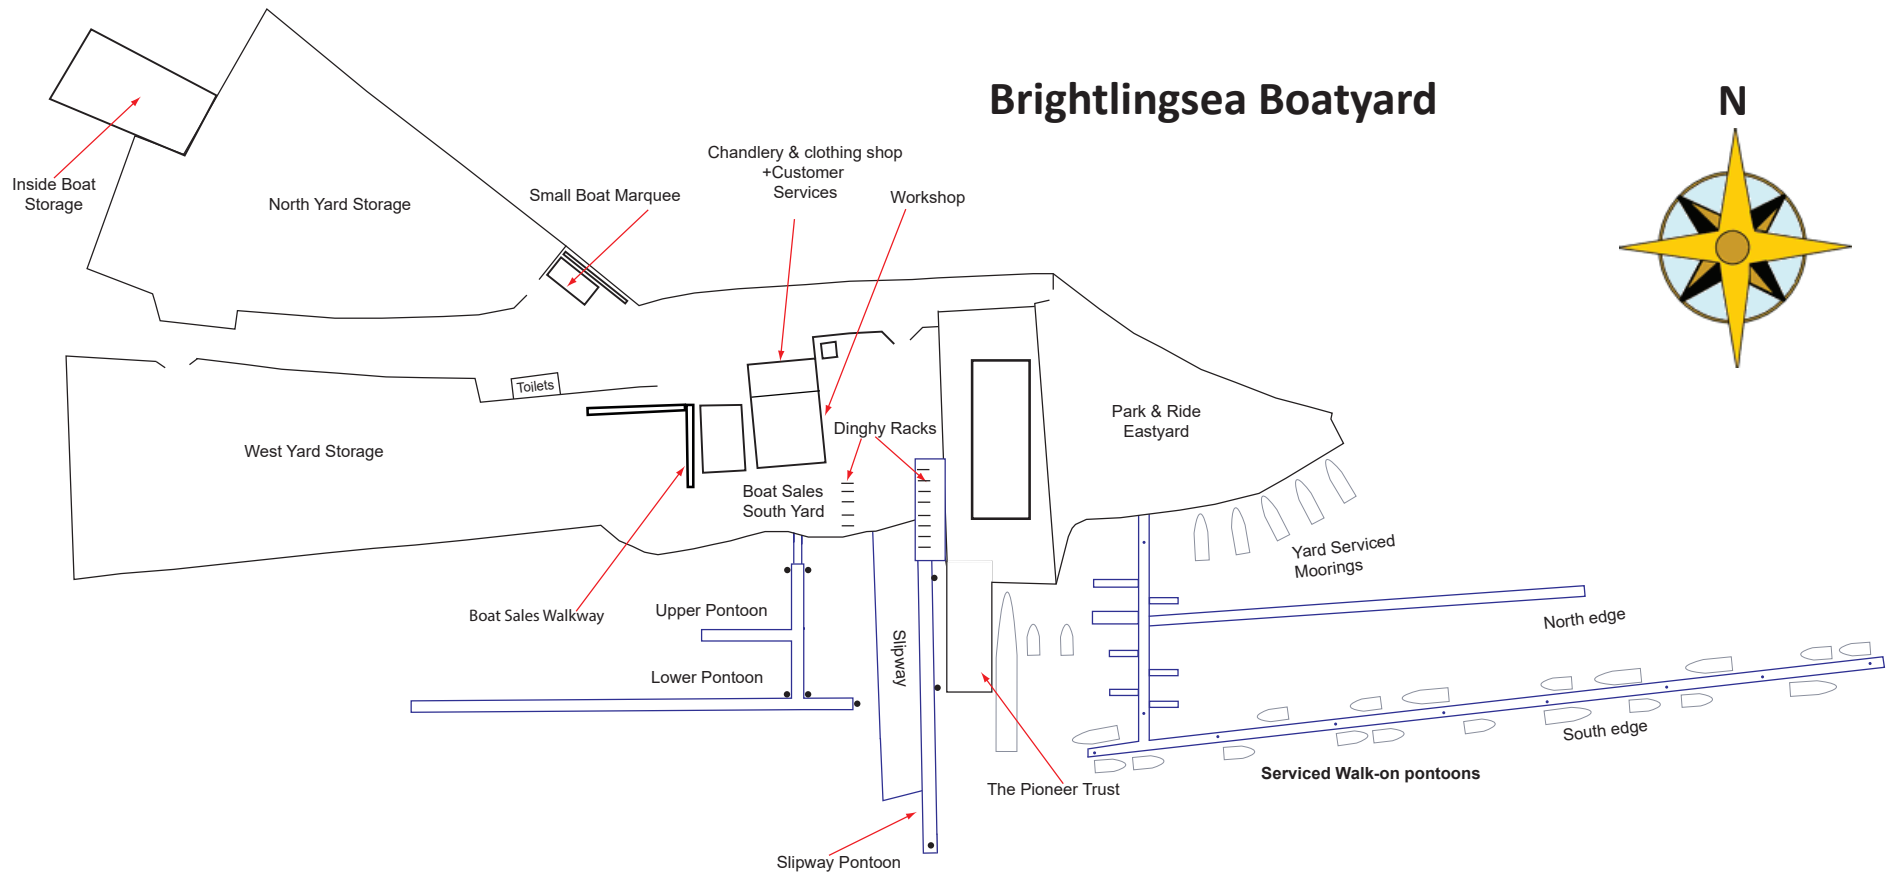 Brightlingsea Boatyard
N
Chandlery & clothing shop
+Customer
Services
Inside Boat
Storage
North Yard Storage
Small Boat Marquee
Workshop
Toilets
Park & Ride
Eastyard
Dinghy Racks
West Yard Storage
Boat Sales
South Yard
Yard Serviced
Moorings
Boat Sales Walkway
Upper Pontoon
Lower Pontoon
Slipway
North edge
South edge
Serviced Walk-on pontoons
The Pioneer Trust
Slipway Pontoon